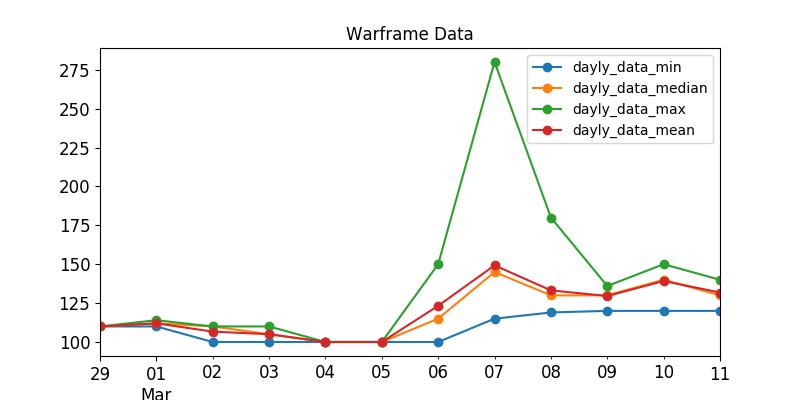 Warframe Data
dayly_data_min
dayly_data_median
dayly_data_max
dayly_data_mean
275
250
225
200
175
150
125
100
29 01 02 03 04 05 06 07 08 09 10 11
Mar